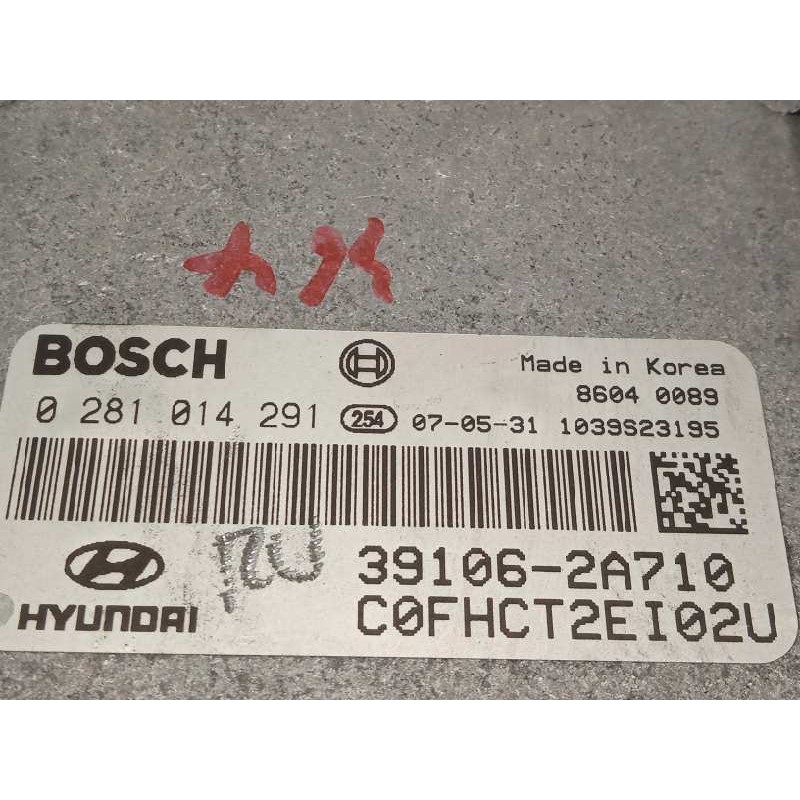 BOSCH
Made in Korea
8604 0089
0 281 014 291 254 07-05-31 1039S23195
39106-2A710
HYUNDAI
C0FHCT2EI02U